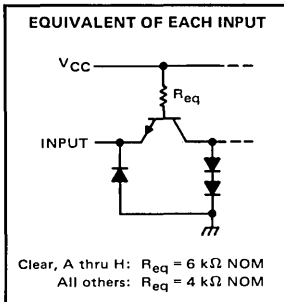 EQUIVALENT OF EACH INPUT
VCC
Req
INPUT
Clear, A thru H: Req = 6 kΩ NOM
All others: Req = 4 kΩ NOM